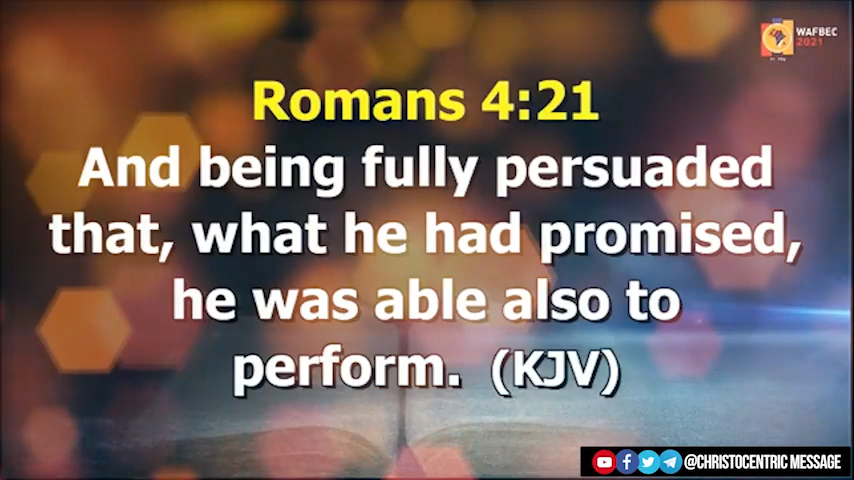 WAFBEC
2021
Romans 4:21
And being fully persuaded
that, what he had promised,
he was able also to
perform. (KJV)
@CHRISTOCENTRIC MESSAGE